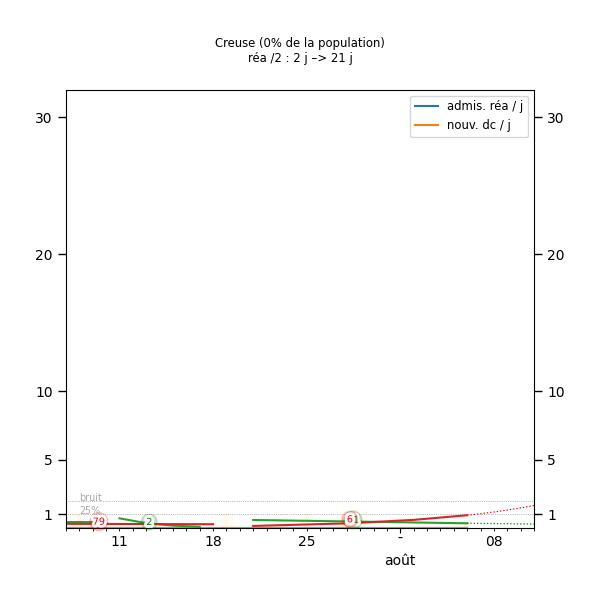 Creuse (0% de la population)
réa /2 : 2 j –> 21 j
admis. réa / j
nouv. dc / j
30 30
20 20
10 10
5 5
bruit
25%
1 1
79 2 61
11 18 25 - 08
août